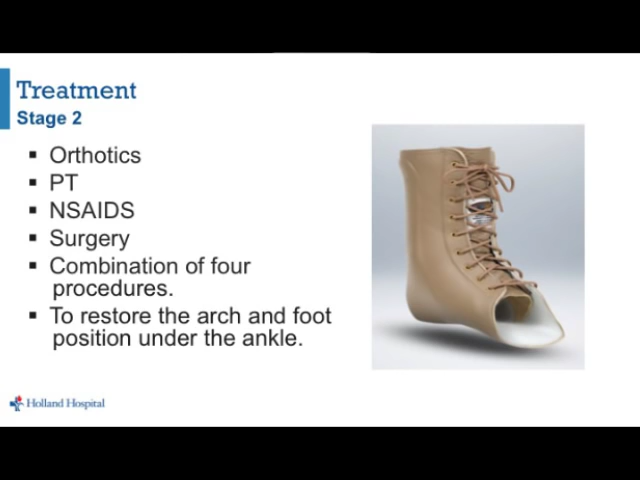 Treatment
Stage 2
▪ Orthotics
▪ PT
▪ NSAIDS
▪ Surgery
▪ Combination of four
procedures.
▪ To restore the arch and foot
position under the ankle.
Holland Hospital